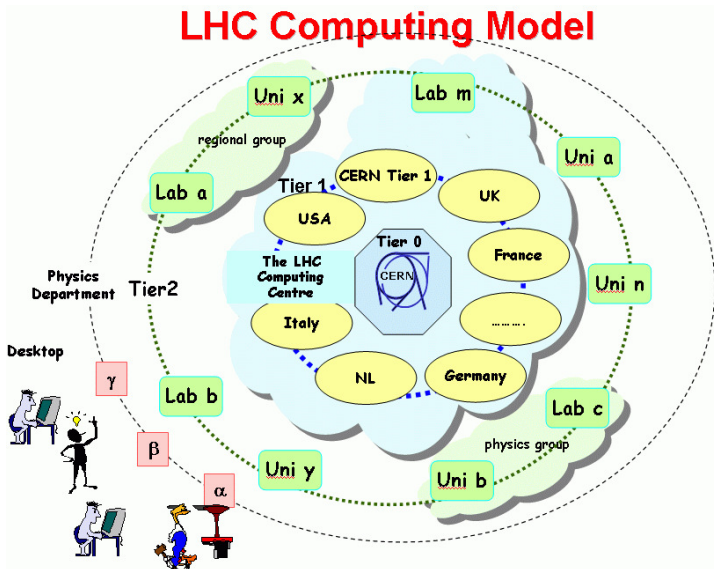 LHC Computing Model
Uni x
Lab m
regional group
Uni a
Lab a
Tier 1
CERN Tier 1
UK
USA
Tier 0
CERN
France
The LHC
Computing
Centre
Physics
Department
Tier2
Uni n
Italy
……….
Desktop
γ
NL
Germany
Lab b
Lab c
β
physics group
Uni y
Uni b
α